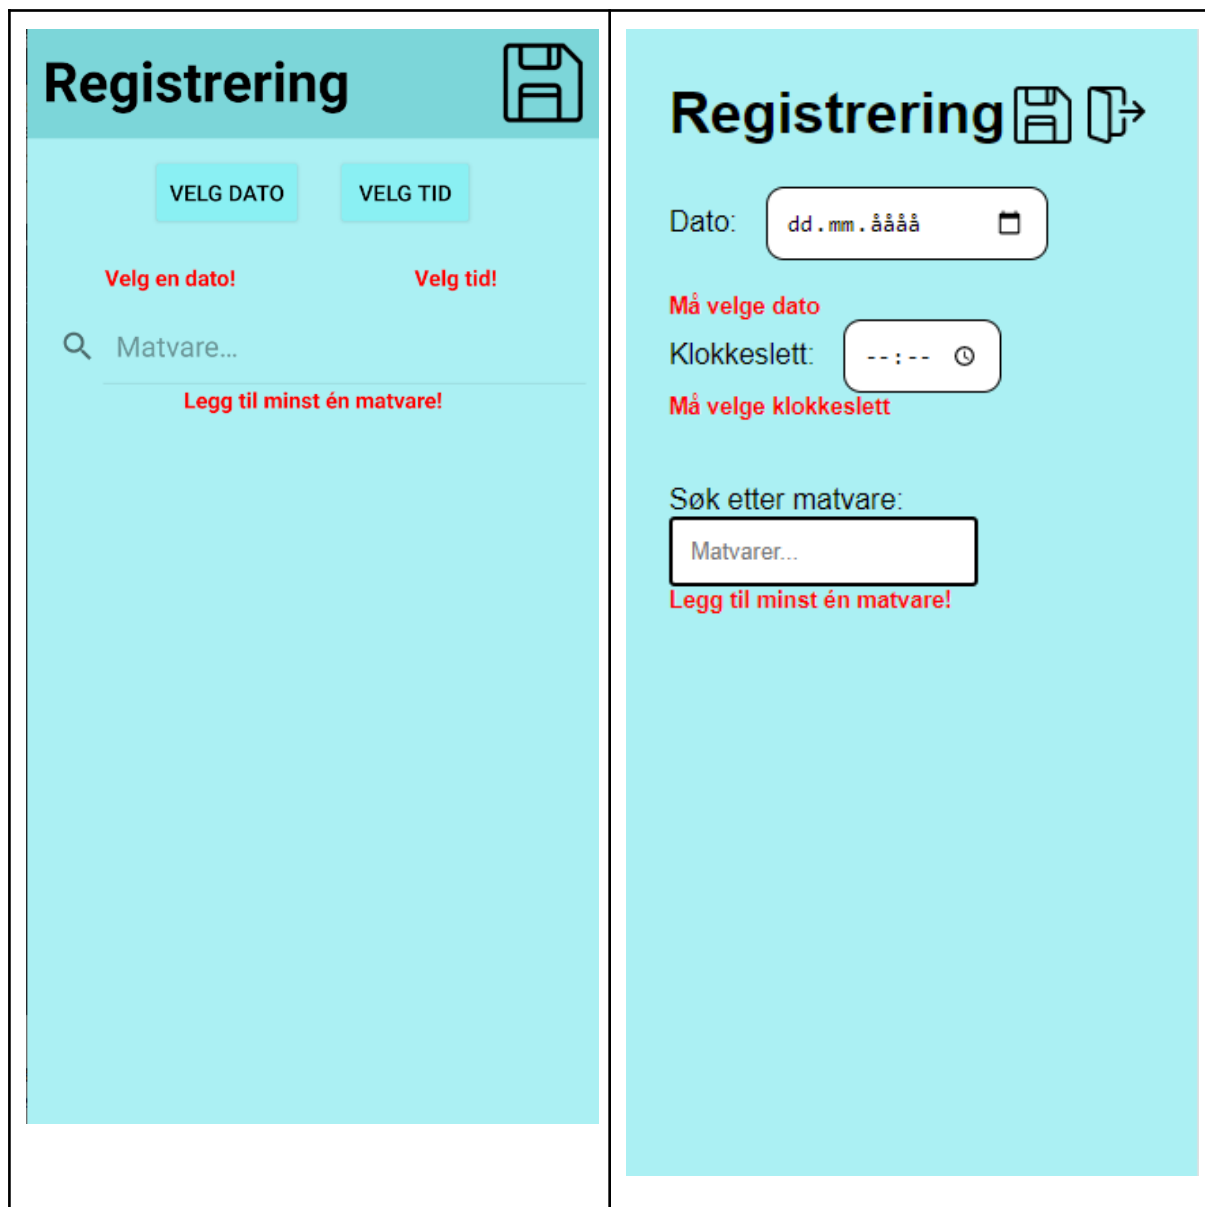 Registrering
VELG DATO VELG TID
Velg en dato! Velg tid!
Matvare...
Legg til minst én matvare!
Registrering
Dato: dd.mm.åååå
Må velge dato
Klokkeslett: --:--
Må velge klokkeslett
Søk etter matvare:
Matvarer...
Legg til minst én matvare!